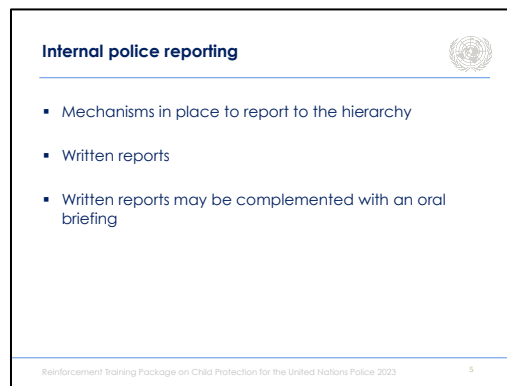 Internal police reporting
▪ Mechanisms in place to report to the hierarchy
▪ Written reports
▪ Written reports may be complemented with an oral
briefing
Reinforcement Training Package on Child Protection for the United Nations Police 2023
5